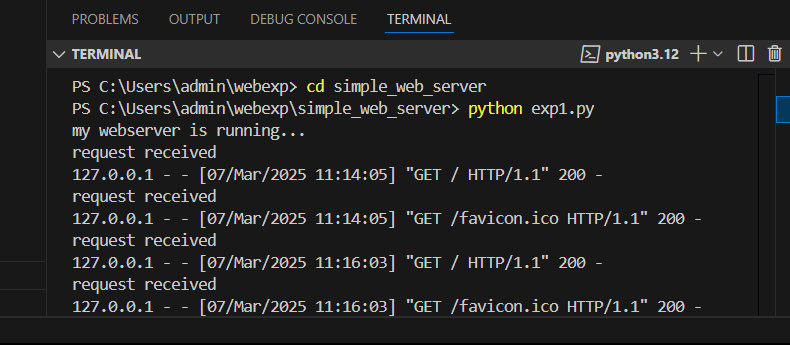 PROBLEMS OUTPUT DEBUG CONSOLE TERMINAL
TERMINAL python3.12
PS C:\Users\admin\webexp> cd simple_web_server
PS C:\Users\admin\webexp\simple_web_server> python exp1.py
my webserver is running...
request received
127.0.0.1 - - [07/Mar/2025 11:14:05] "GET / HTTP/1.1" 200 -
request received
127.0.0.1 - - [07/Mar/2025 11:14:05] "GET /favicon.ico HTTP/1.1" 200 -
request received
127.0.0.1 - - [07/Mar/2025 11:16:03] "GET / HTTP/1.1" 200 -
request received
127.0.0.1 - - [07/Mar/2025 11:16:03] "GET /favicon.ico HTTP/1.1" 200 -